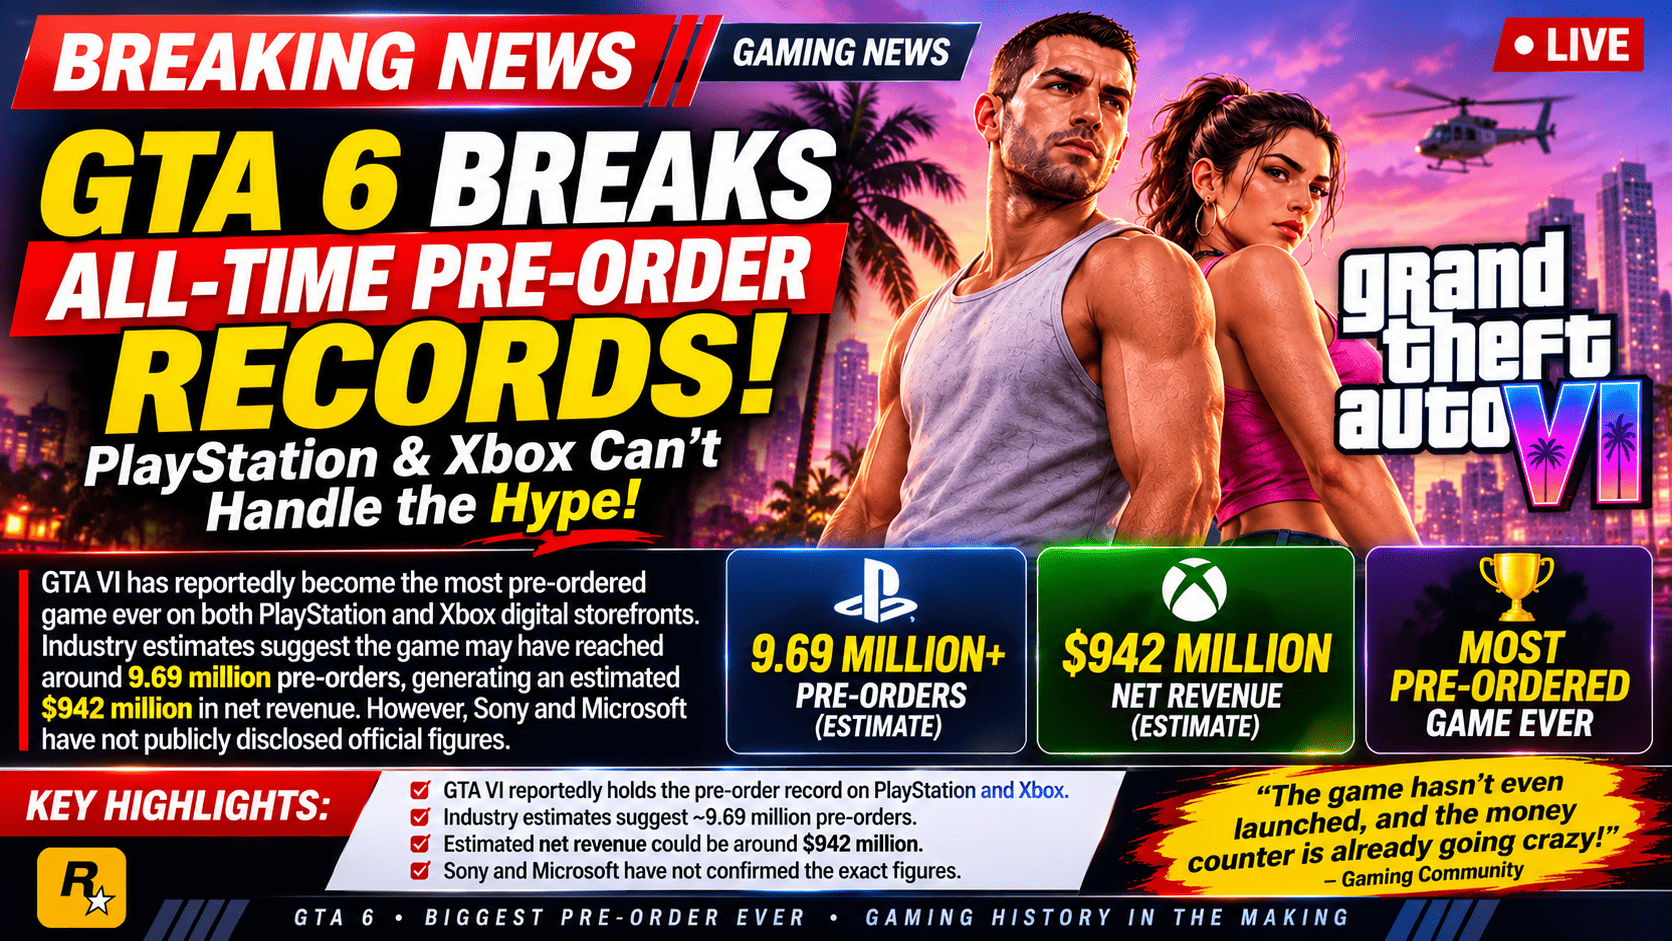 BREAKING NEWS
GAMING NEWS
LIVE
GTA 6 BREAKS
ALL-TIME PRE-ORDER
RECORDS!
PlayStation & Xbox Can't
Handle the Hype!
grand
theft
auto
VI
GTA VI has reportedly become the most pre-ordered
game ever on both PlayStation and Xbox digital storefronts.
Industry estimates suggest the game may have reached
around 9.69 million pre-orders, generating an estimated
$942 million in net revenue. However, Sony and Microsoft
have not publicly disclosed official figures.
9.69 MILLION+
PRE-ORDERS
(ESTIMATE)
$942 MILLION
NET REVENUE
(ESTIMATE)
MOST
PRE-ORDERED
GAME EVER
KEY HIGHLIGHTS:
GTA VI reportedly holds the pre-order record on PlayStation and Xbox.
Industry estimates suggest ~9.69 million pre-orders.
Estimated net revenue could be around $942 million.
Sony and Microsoft have not confirmed the exact figures.
“The game hasn't even
launched, and the money
counter is already going crazy!”
– Gaming Community
R
GTA 6 • BIGGEST PRE-ORDER EVER • GAMING HISTORY IN THE MAKING